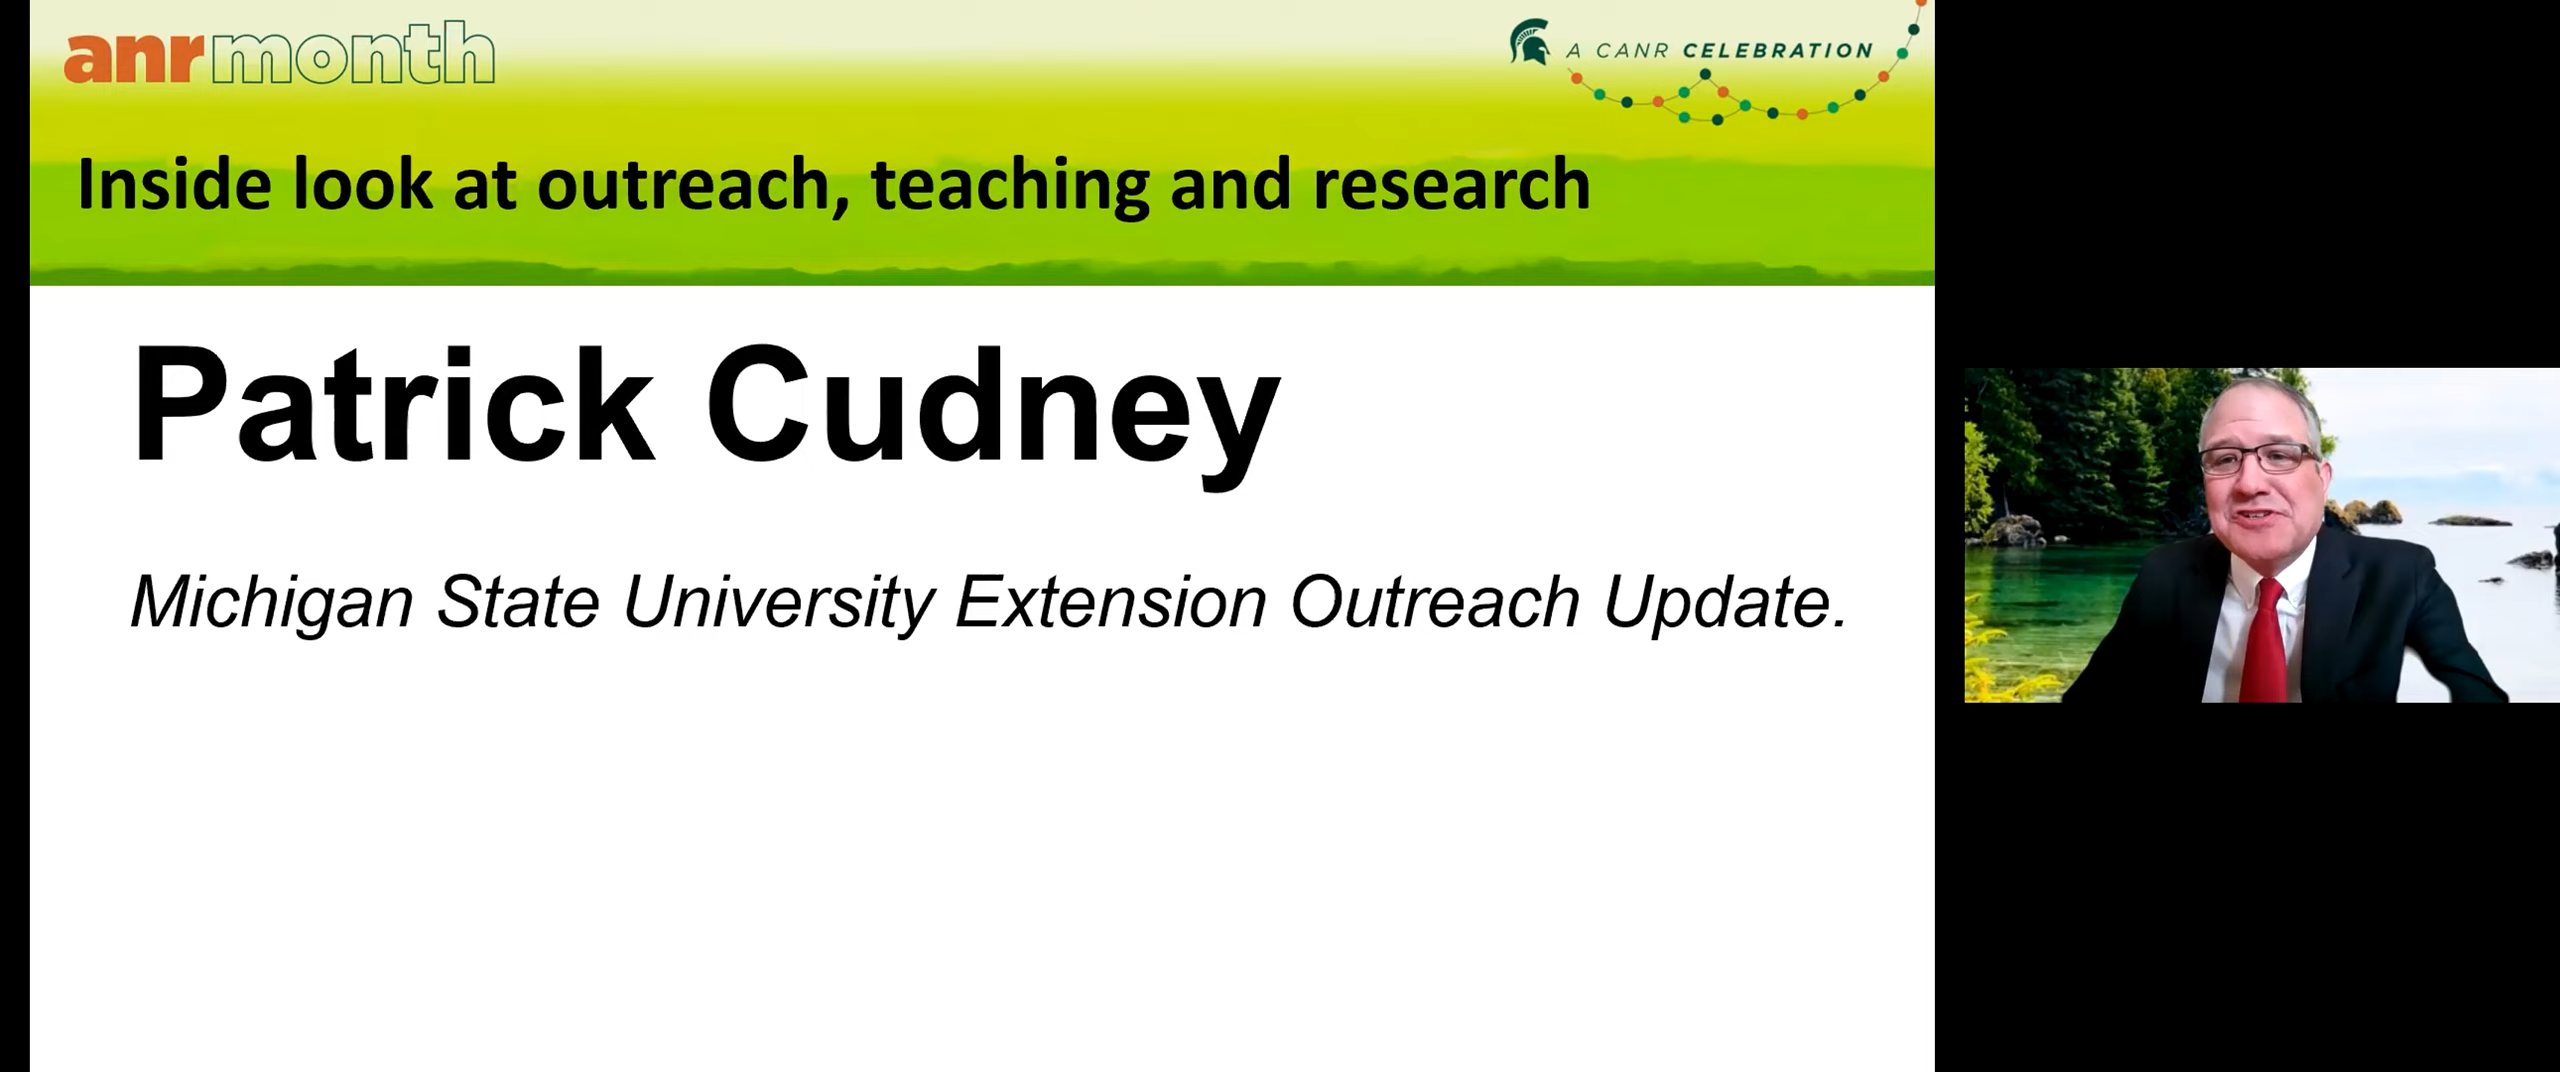 anrmonth
A CANR CELEBRATION
Inside look at outreach, teaching and research
Patrick Cudney
Michigan State University Extension Outreach Update.